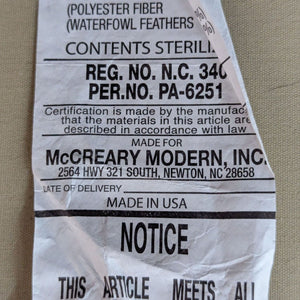 (POLYESTER FIBER
(WATERFOWL FEATHERS
CONTENTS STERILI
REG. NO. N.C. 340
PER.NO. PA-6251
Certification is made by the manufac
that the materials in this article are
described in accordance with law
MADE FOR
McCREARY MODERN, INC.
2564 HWY 321 SOUTH, NEWTON, NC 28658
DATE OF DELIVERY
MADE IN USA
NOTICE
THIS ARTICLE MEETS ALL